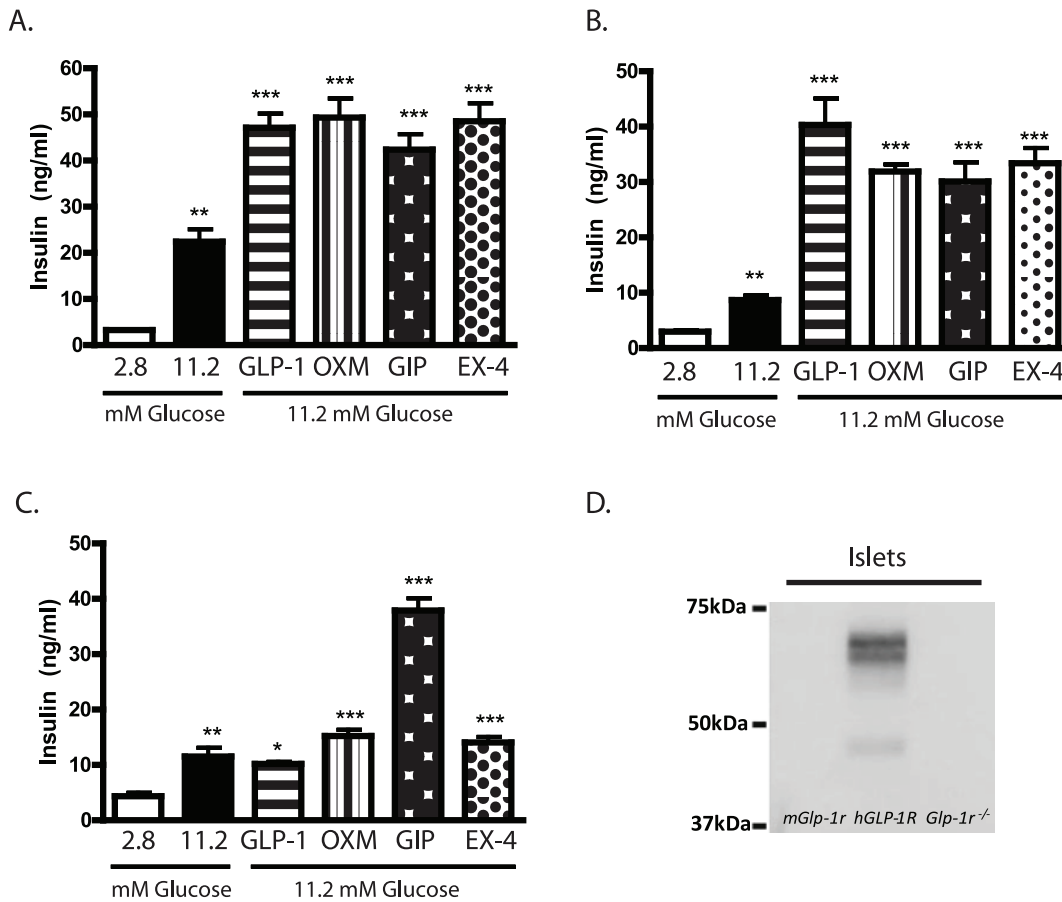 A.
Insulin (ng/ml)
60
50
40
30
20
10
0
**
***
***
***
***
2.8 11.2 GLP-1 OXM GIP EX-4
mM Glucose 11.2 mM Glucose
B.
Insulin (ng/ml)
50
40
30
20
10
0
**
***
***
***
***
2.8 11.2 GLP-1 OXM GIP EX-4
mM Glucose 11.2 mM Glucose
C.
Insulin (ng/ml)
50
40
30
20
10
0
**
*
***
***
***
2.8 11.2 GLP-1 OXM GIP EX-4
mM Glucose 11.2 mM Glucose
D.
Islets
75kDa
50kDa
37kDa
mGlp-1r hGLP-1R Glp-1r-/-